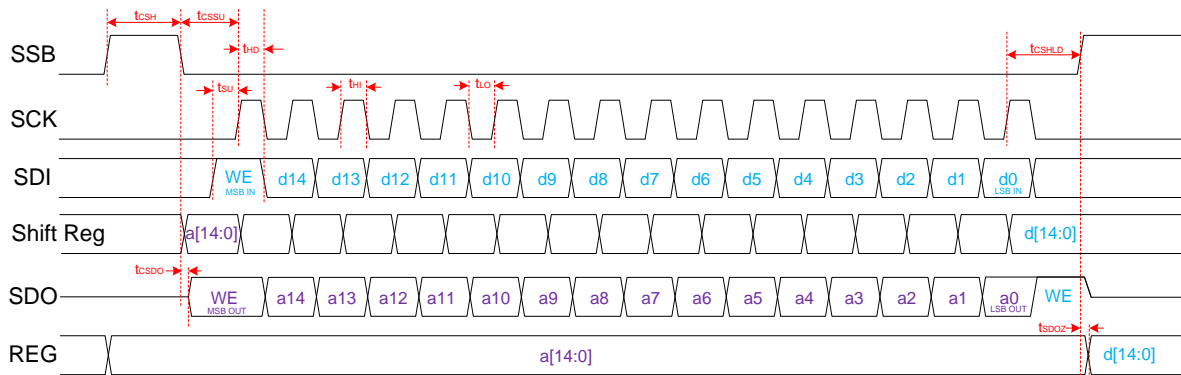 tCSH tCSSU
SSB tHD tCSHLD
tSU tHI tLO
SCK
SDI WE d14 d13 d12 d11 d10 d9 d8 d7 d6 d5 d4 d3 d2 d1 d0
MSB IN LSB IN
Shift Reg a[14:0] d[14:0]
tCSDO
SDO WE a14 a13 a12 a11 a10 a9 a8 a7 a6 a5 a4 a3 a2 a1 a0 WE
MSB OUT LSB OUT
tSDOZ
REG a[14:0] d[14:0]